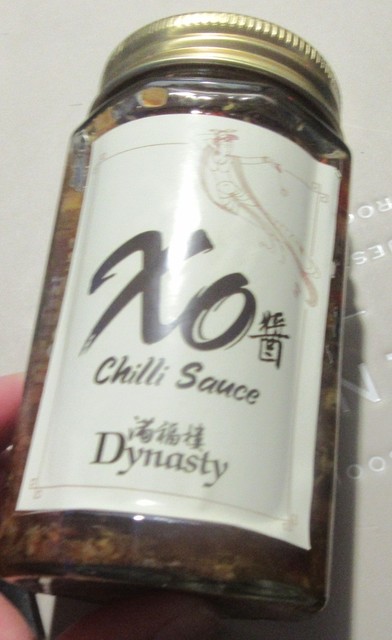 XO醬
Chilli Sauce
滿福樓
Dynasty